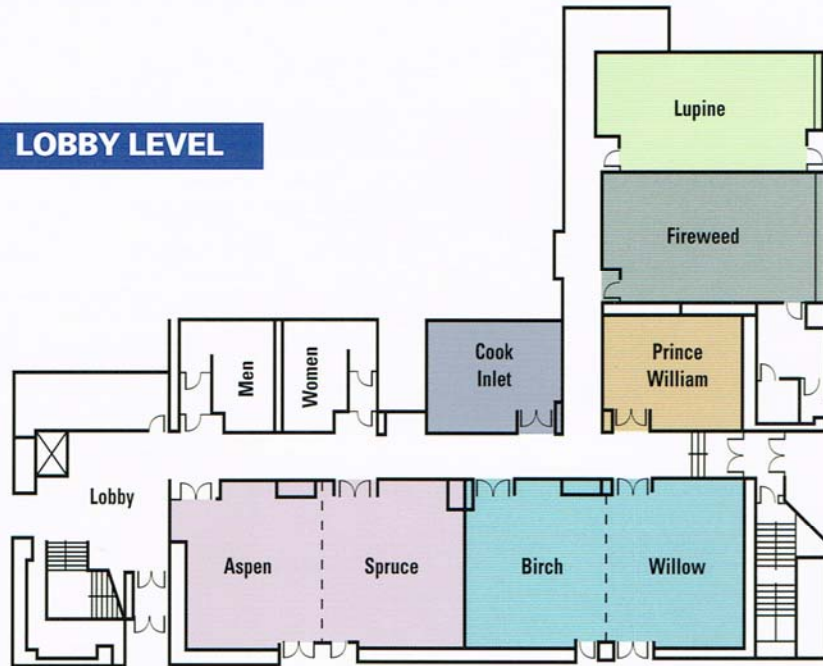 LOBBY LEVEL
Lupine
Fireweed
Men
Women
Cook
Inlet
Prince
William
Lobby
Aspen
Spruce
Birch
Willow